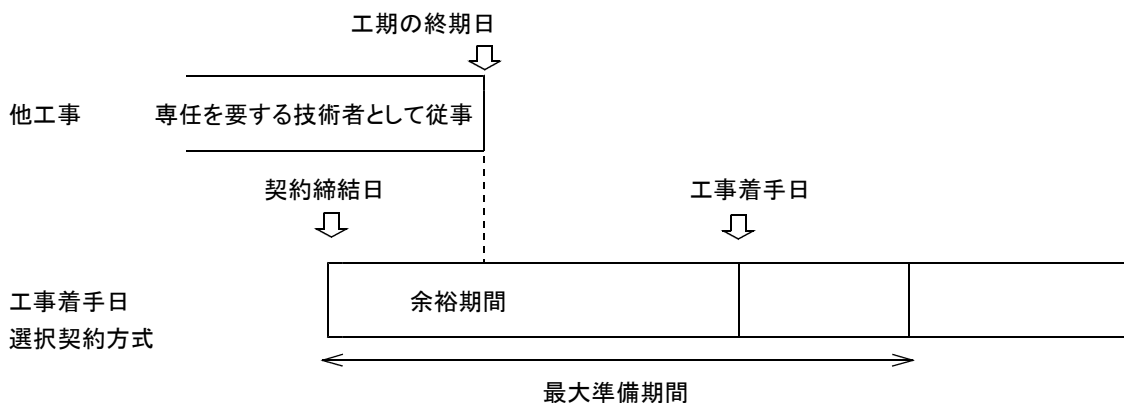 工期の終期日
他工事
専任を要する技術者として従事
契約締結日
工事着手日
工事着手日
選択契約方式
余裕期間
最大準備期間